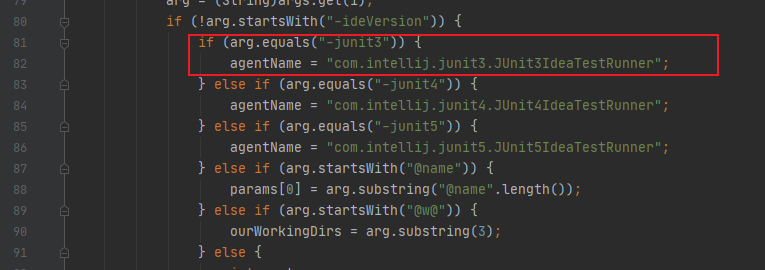 79 arg = (String)args.get(i);
80 if (!arg.startsWith("-ideVersion")) {
81 if (arg.equals("-junit3")) {
82 agentName = "com.intellij.junit3.JUnit3IdeaTestRunner";
83 } else if (arg.equals("-junit4")) {
84 agentName = "com.intellij.junit4.JUnit4IdeaTestRunner";
85 } else if (arg.equals("-junit5")) {
86 agentName = "com.intellij.junit5.JUnit5IdeaTestRunner";
87 } else if (arg.startsWith("@name")) {
88 params[0] = arg.substring("@name".length());
89 } else if (arg.startsWith("@w@")) {
90 ourWorkingDirs = arg.substring(3);
91 } else {